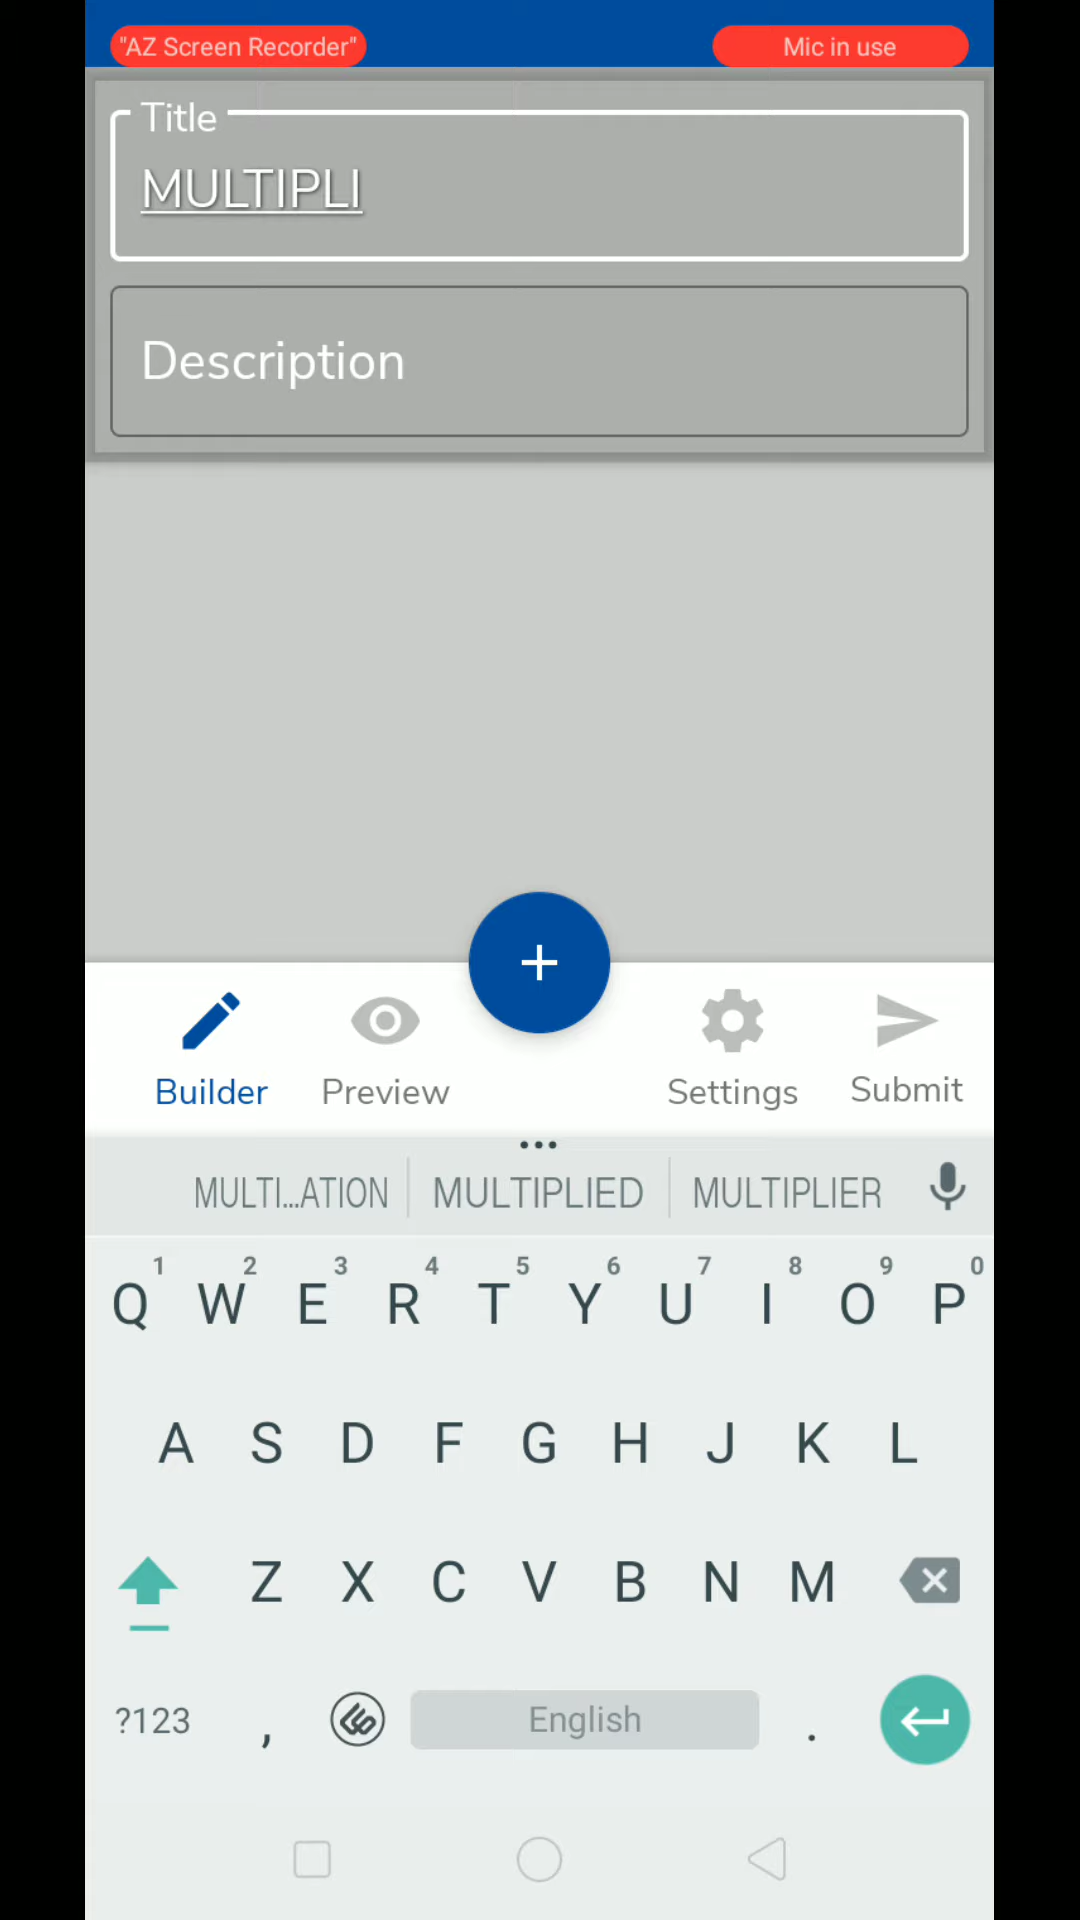 "AZ Screen Recorder" Mic in use
Title
MULTIPLI
Description
+
Builder Preview Settings Submit
MULTI...ATION MULTIPLIED MULTIPLIER
1 2 3 4 5 6 7 8 9 0
Q W E R T Y U I O P
A S D F G H J K L
Z X C V B N M
?123 , English .